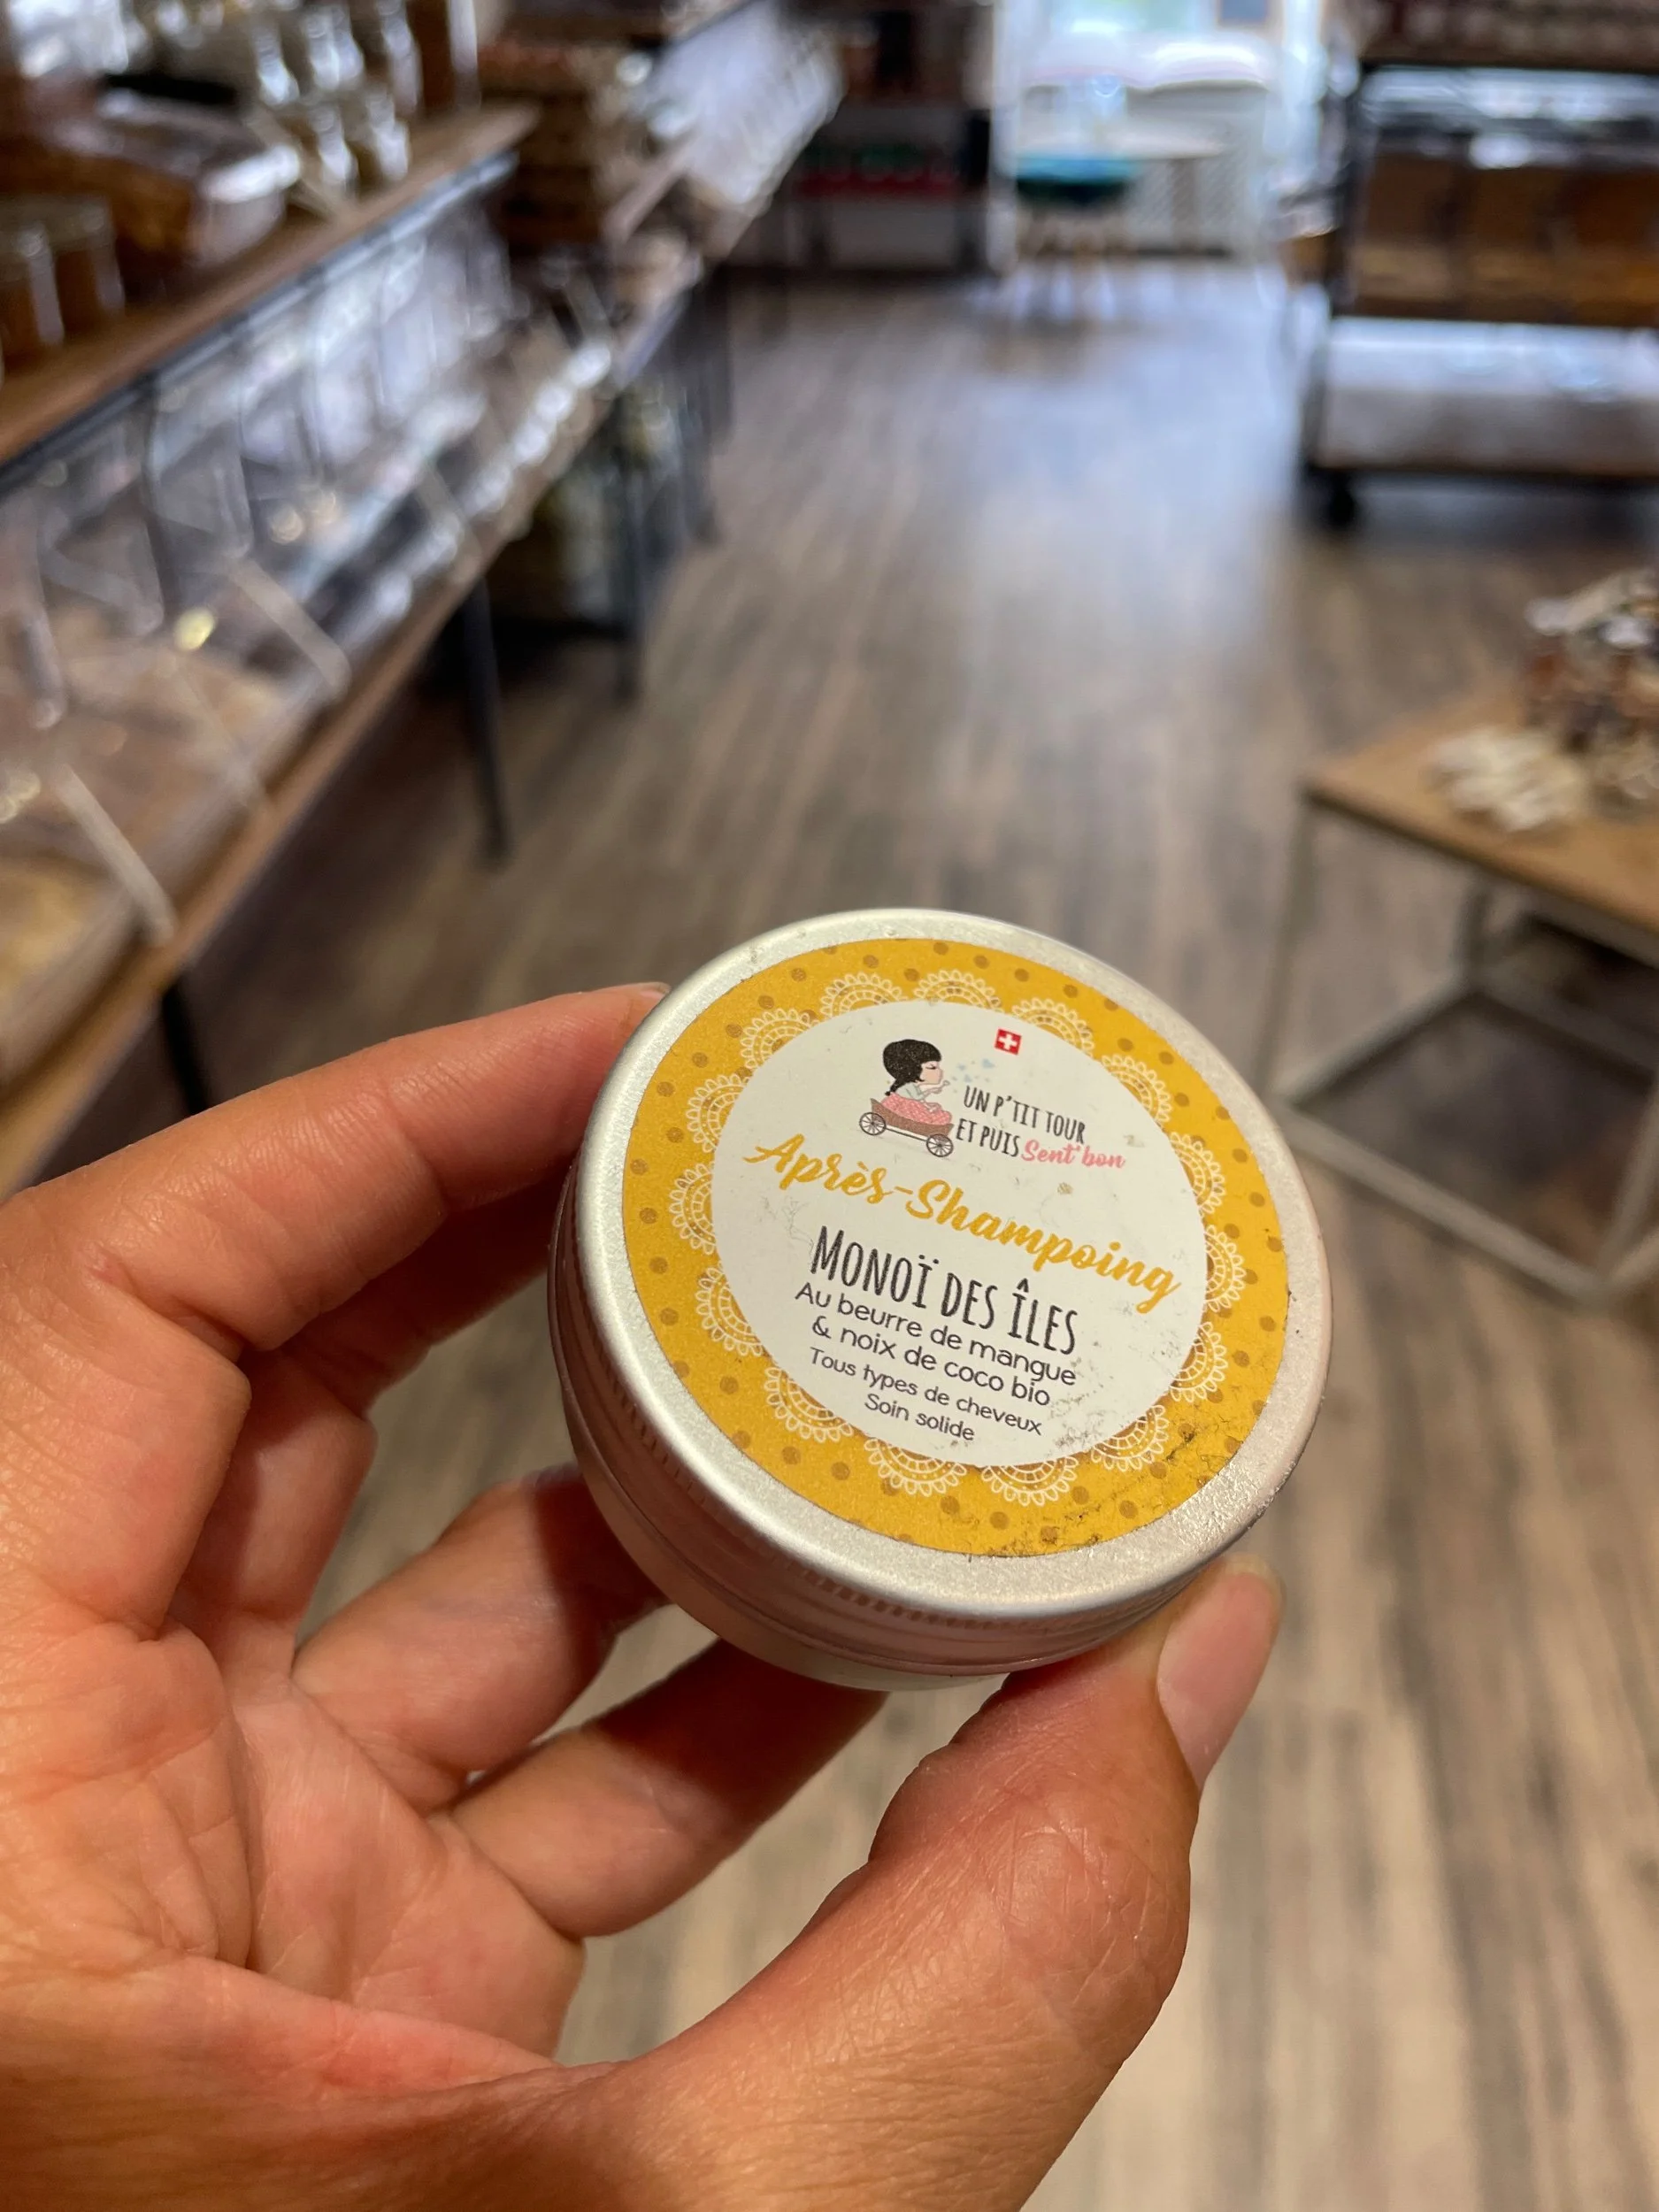 UN P'TIT TOUR
ET PUIS Sent'bon
Après-Shampoing
MONOÏ DES ÎLES
Au beurre de mangue
& noix de coco bio
Tous types de cheveux
Soin solide